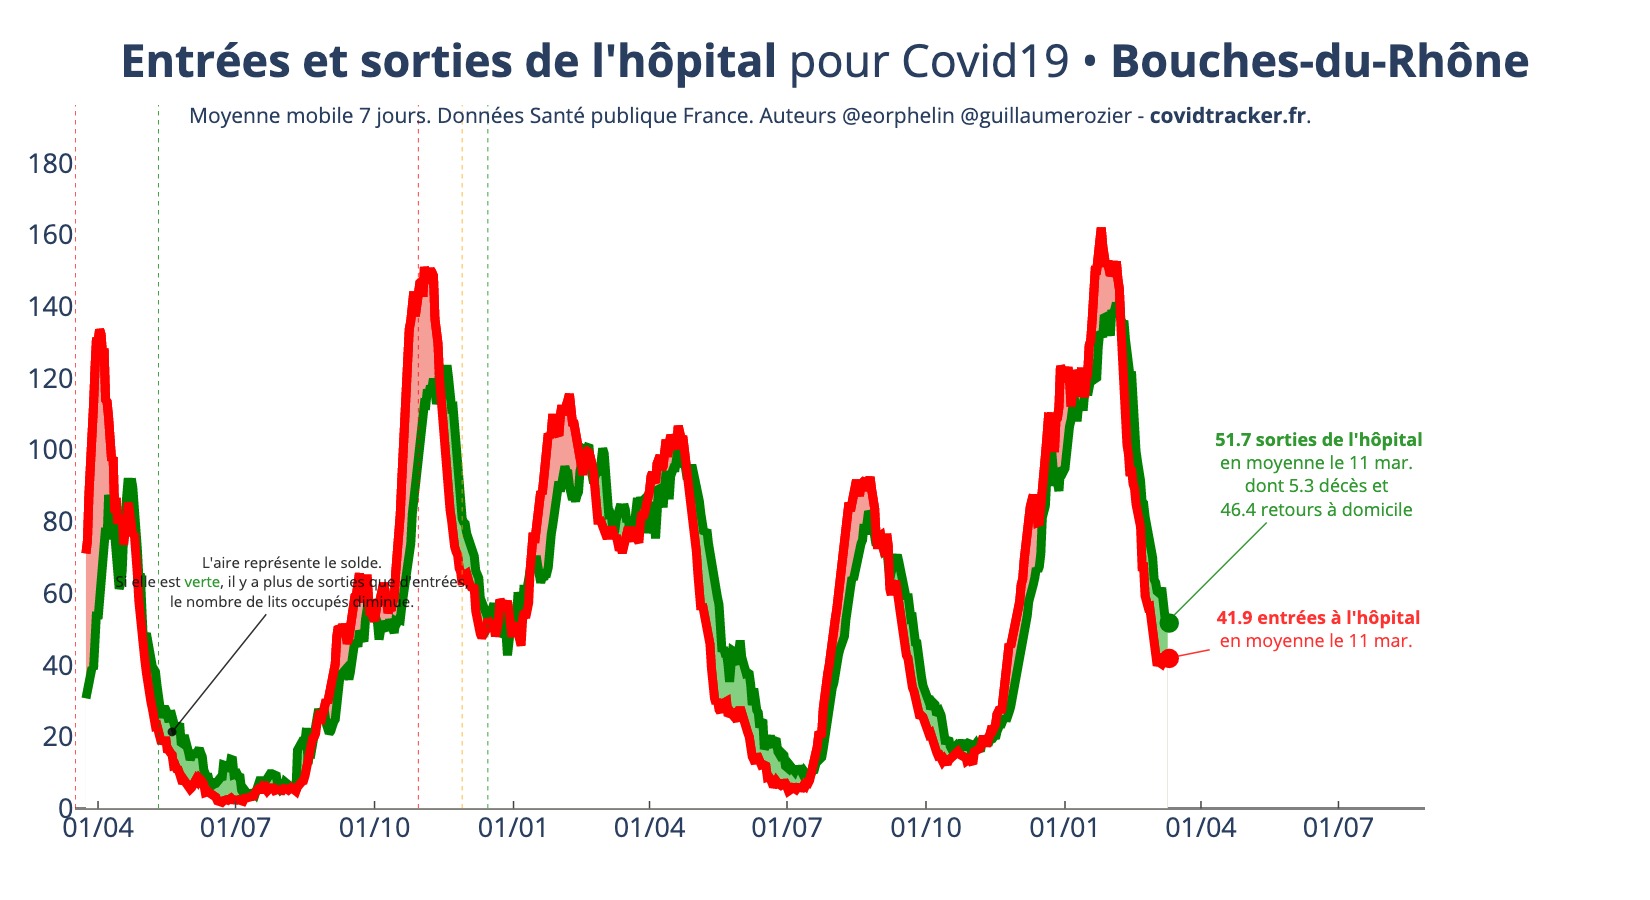 Entrées et sorties de l'hôpital pour Covid19 • Bouches-du-Rhône
Moyenne mobile 7 jours. Données Santé publique France. Auteurs @eorphelin @guillaumerozier - covidtracker.fr.
180
160
140
120
100
80
60
40
20
0
L'aire représente le solde.
Si elle est verte, il y a plus de sorties que d'entrées,
le nombre de lits occupés diminue.
51.7 sorties de l'hôpital
en moyenne le 11 mar.
dont 5.3 décès et
46.4 retours à domicile
41.9 entrées à l'hôpital
en moyenne le 11 mar.
01/04 01/07 01/10 01/01 01/04 01/07 01/10 01/01 01/04 01/07